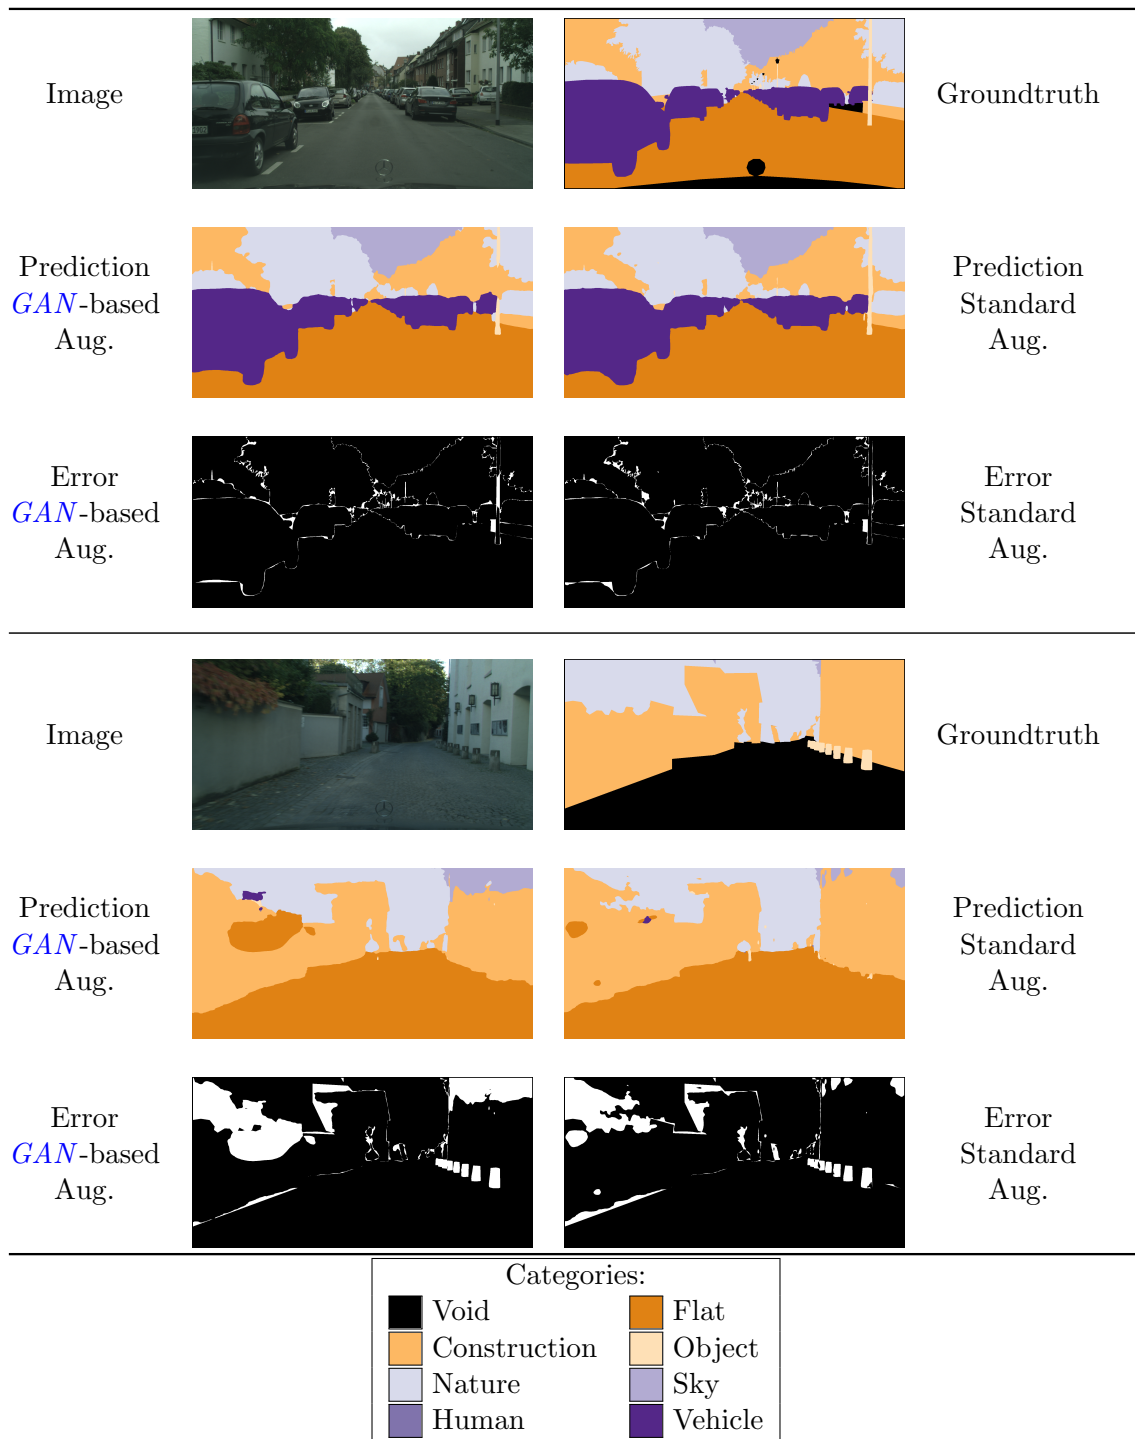 Image
Groundtruth
Prediction
GAN-based
Aug.
Prediction
Standard
Aug.
Error
GAN-based
Aug.
Error
Standard
Aug.
Image
Groundtruth
Prediction
GAN-based
Aug.
Prediction
Standard
Aug.
Error
GAN-based
Aug.
Error
Standard
Aug.
Categories:
Void
Flat
Construction
Object
Nature
Sky
Human
Vehicle